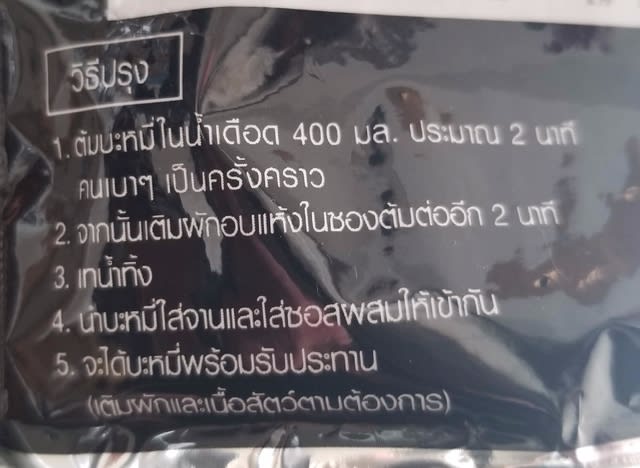 วิธีปรุง
1. ต้มบะหมี่ในน้ำเดือด 400 มล. ประมาณ 2 นาที
คนเบาๆ เป็นครั้งคราว
2. จากนั้นเติมผักอบแห้งในซองต้มต่ออีก 2 นาที
3. เทน้ำทิ้ง
4. นำบะหมี่ใส่จานและใส่ซอสผสมให้เข้ากัน
5. จะได้บะหมี่พร้อมรับประทาน
(เติมผักและเนื้อสัตว์ตามต้องการ)